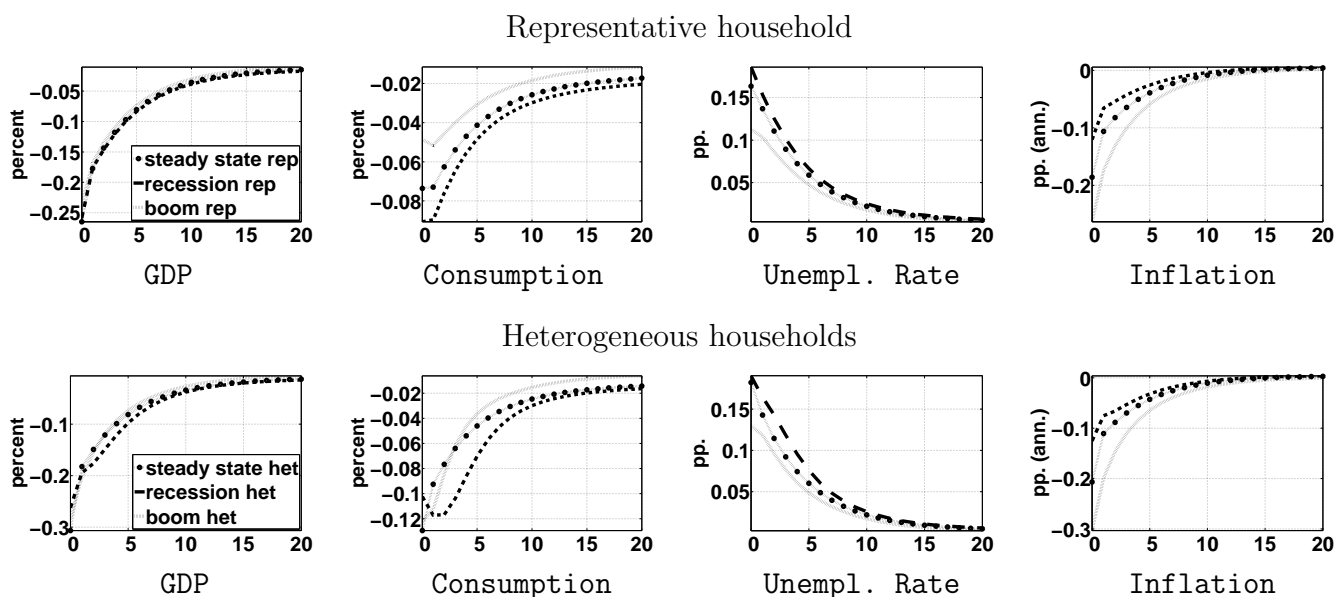 Representative household
percent
−0.05
−0.1
−0.15
−0.2
−0.25
steady state rep
recession rep
boom rep
0 5 10 15 20
GDP
percent
−0.02
−0.04
−0.06
−0.08
0 5 10 15 20
Consumption
pp.
0.15
0.1
0.05
0 5 10 15 20
Unempl. Rate
pp. (ann.)
0
−0.1
−0.2
0 5 10 15 20
Inflation
Heterogeneous households
percent
−0.1
−0.2
−0.3
steady state het
recession het
boom het
0 5 10 15 20
GDP
percent
−0.02
−0.04
−0.06
−0.08
−0.1
−0.12
0 5 10 15 20
Consumption
pp.
0.15
0.1
0.05
0 5 10 15 20
Unempl. Rate
pp. (ann.)
0
−0.1
−0.2
−0.3
0 5 10 15 20
Inflation